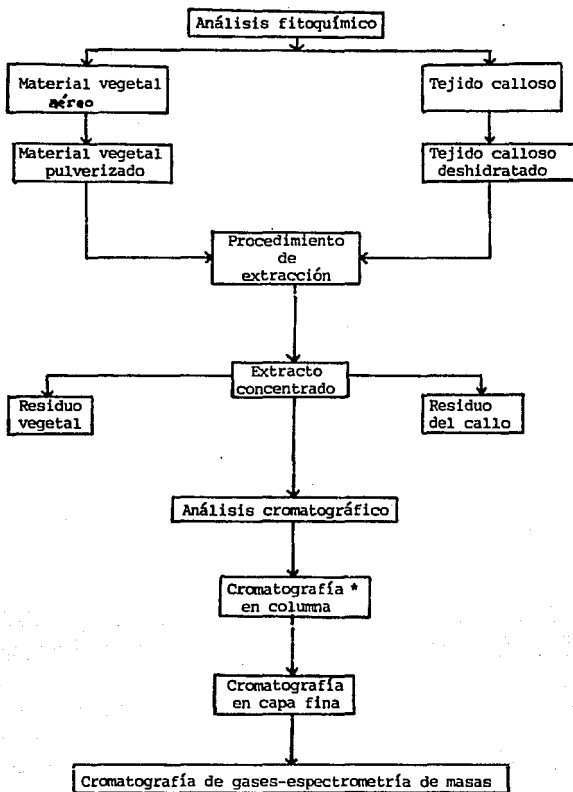 Análisis fitoquímico
Material vegetal
aéreo
Tejido calloso
Material vegetal
pulverizado
Tejido calloso
deshidratado
Procedimiento
de
extracción
Extracto
concentrado
Residuo
vegetal
Residuo
del callo
Análisis cromatográfico
Cromatografía *
en columna
Cromatografía
en capa fina
Cromatografía de gases-espectrometría de masas